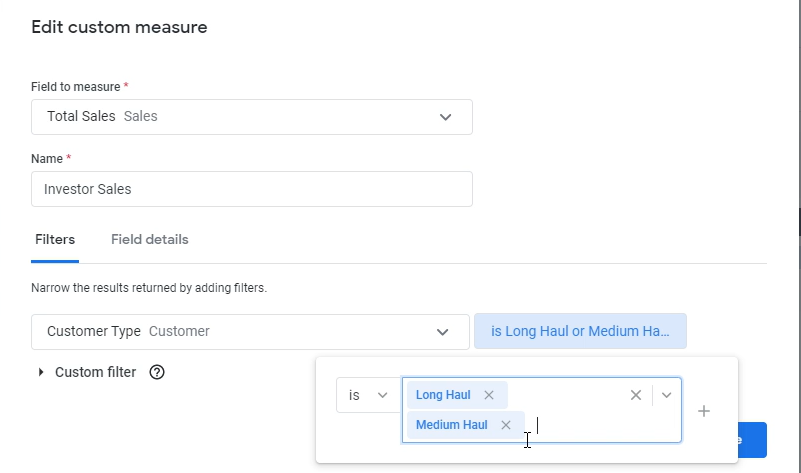 Edit custom measure
Field to measure *
Total Sales Sales
Name *
Investor Sales
Filters Field details
Narrow the results returned by adding filters.
Customer Type Customer is Long Haul or Medium Ha...
Custom filter
is Long Haul
Medium Haul